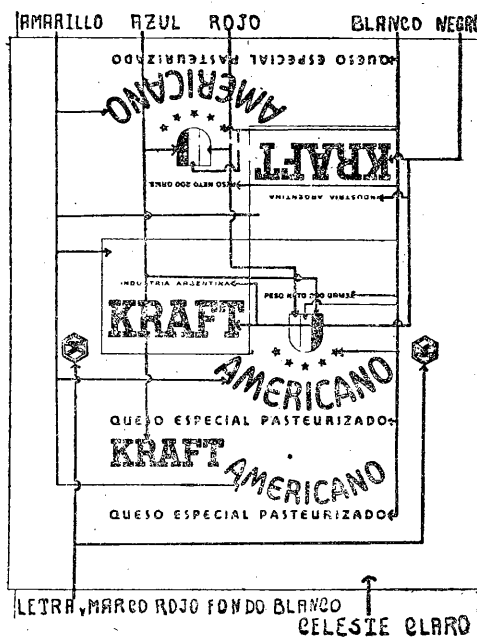 AMARILLO AZUL ROJO BLANCO NEGRO
QUESO ESPECIAL PASTEURIZADO
AMERICANO
KRAFT
PESO NETO 200 GRMS
INDUSTRIA ARGENTINA
INDUSTRIA ARGENTINA
PESO NETO 200 GRMS
KRAFT
AMERICANO
QUESO ESPECIAL PASTEURIZADO
KRAFT
AMERICANO
QUESO ESPECIAL PASTEURIZADO
LETRA, MARCO ROJO FONDO BLANCO
CELESTE CLARO